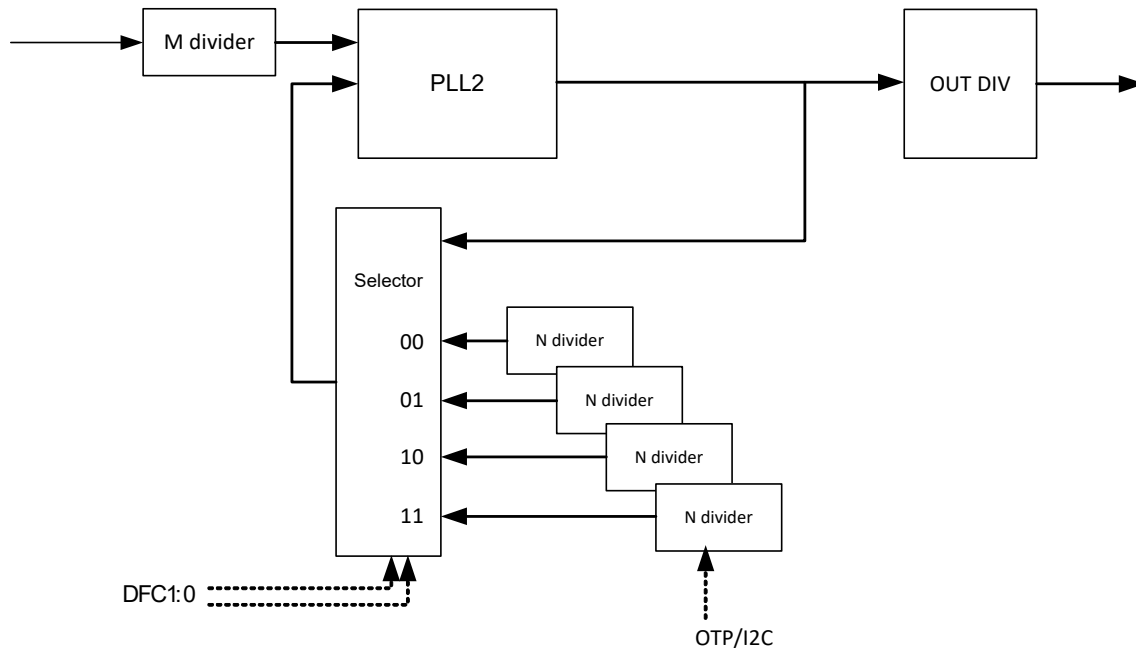 M divider
PLL2
OUT DIV
Selector
00
N divider
01
N divider
10
N divider
11
N divider
DFC1:0
OTP/I2C